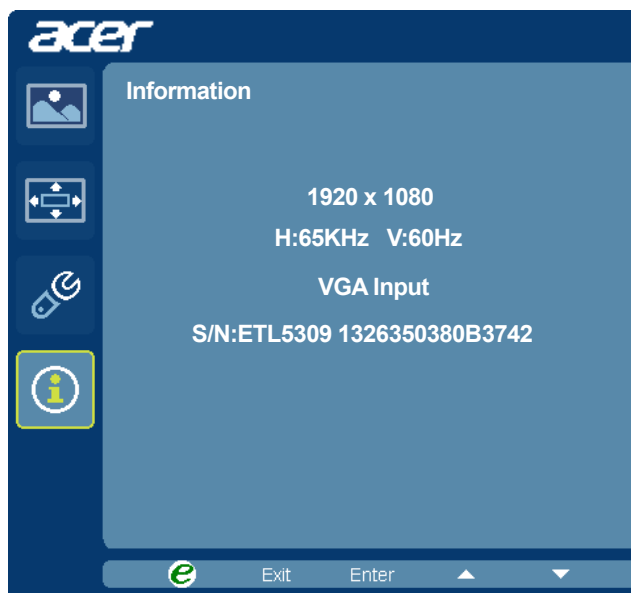 acer
Information
1920 x 1080
H:65KHz V:60Hz
VGA Input
S/N:ETL5309 1326350380B3742
e Exit Enter